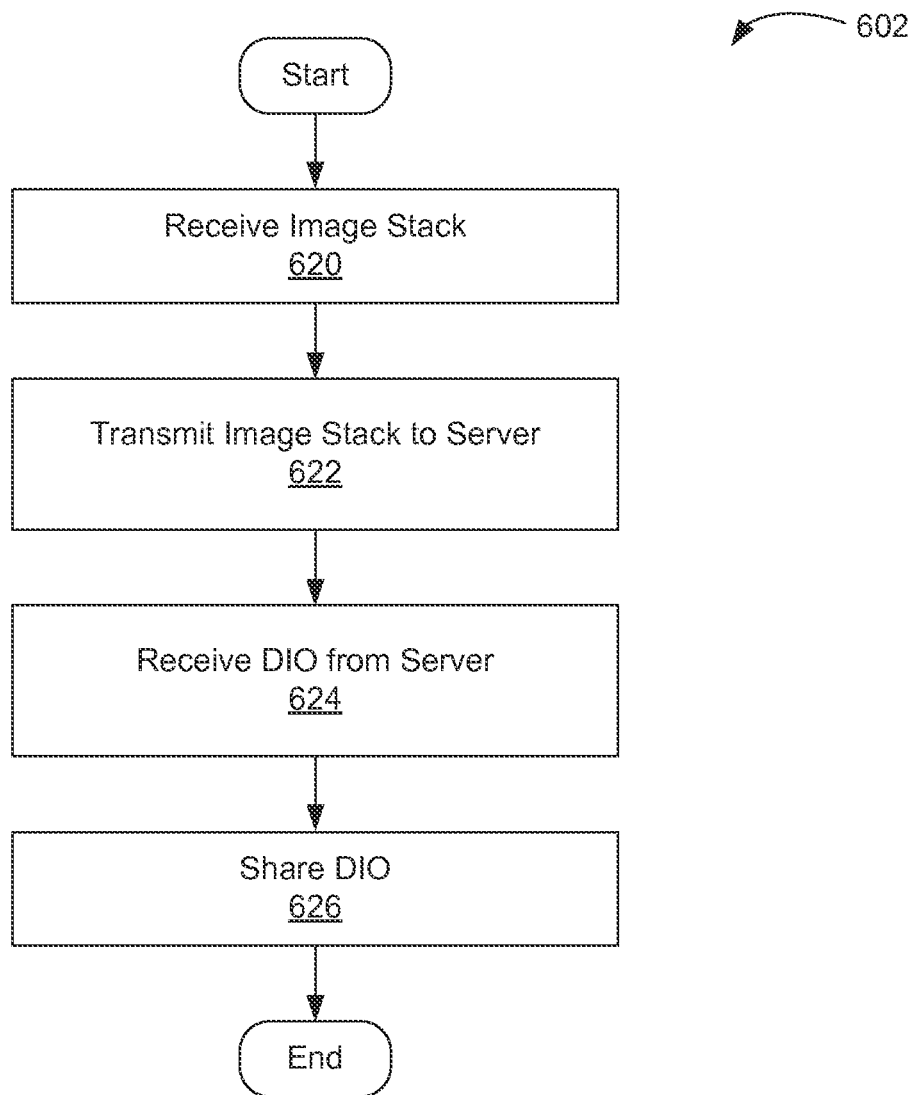 602
Start
Receive Image Stack
620
Transmit Image Stack to Server
622
Receive DIO from Server
624
Share DIO
626
End